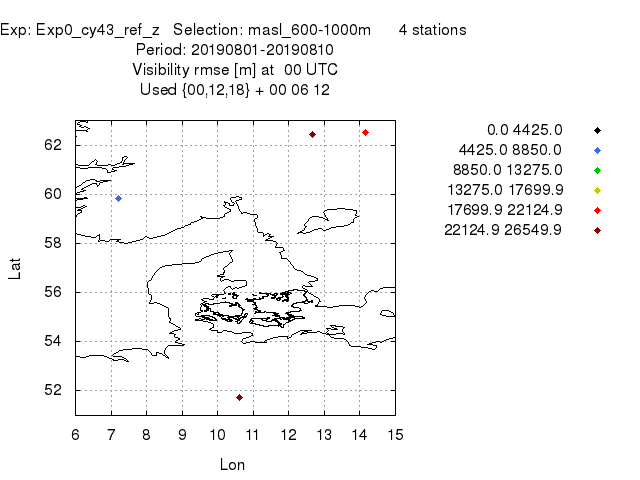 Exp: Exp0_cy43_ref_z Selection: masl_600-1000m 4 stations
Period: 20190801-20190810
Visibility rmse [m] at 00 UTC
Used {00,12,18} + 00 06 12
0.0 4425.0
4425.0 8850.0
8850.0 13275.0
13275.0 17699.9
17699.9 22124.9
22124.9 26549.9
62
60
58
56
54
52
Lat
6 7 8 9 10 11 12 13 14 15
Lon